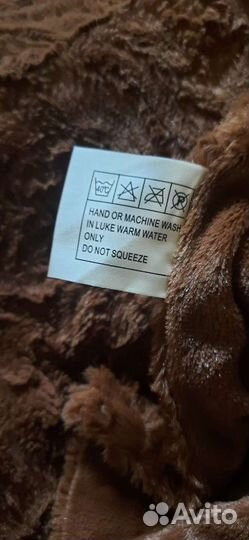 40°C
HAND OR MACHINE WASH
IN LUKE WARM WATER
ONLY
DO NOT SQUEEZE
Avito